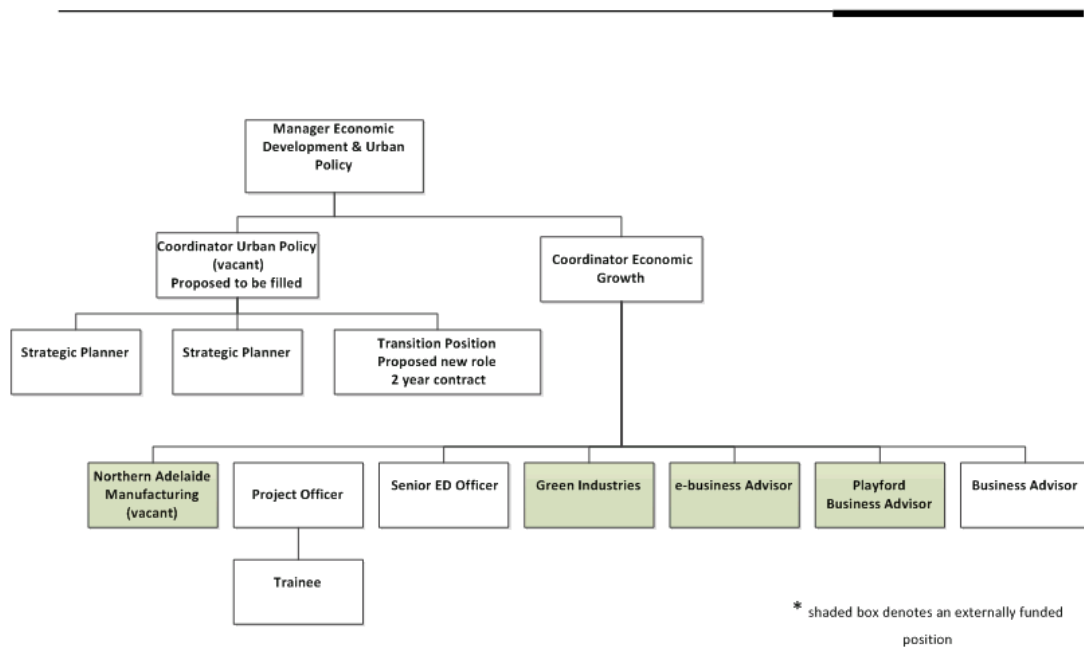 Manager Economic
Development & Urban
Policy
Coordinator Urban Policy
(vacant)
Proposed to be filled
Coordinator Economic
Growth
Strategic Planner
Strategic Planner
Transition Position
Proposed new role
2 year contract
Northern Adelaide
Manufacturing
(vacant)
Project Officer
Senior ED Officer
Green Industries
e-business Advisor
Playford
Business Advisor
Business Advisor
Trainee
* shaded box denotes an externally funded
position